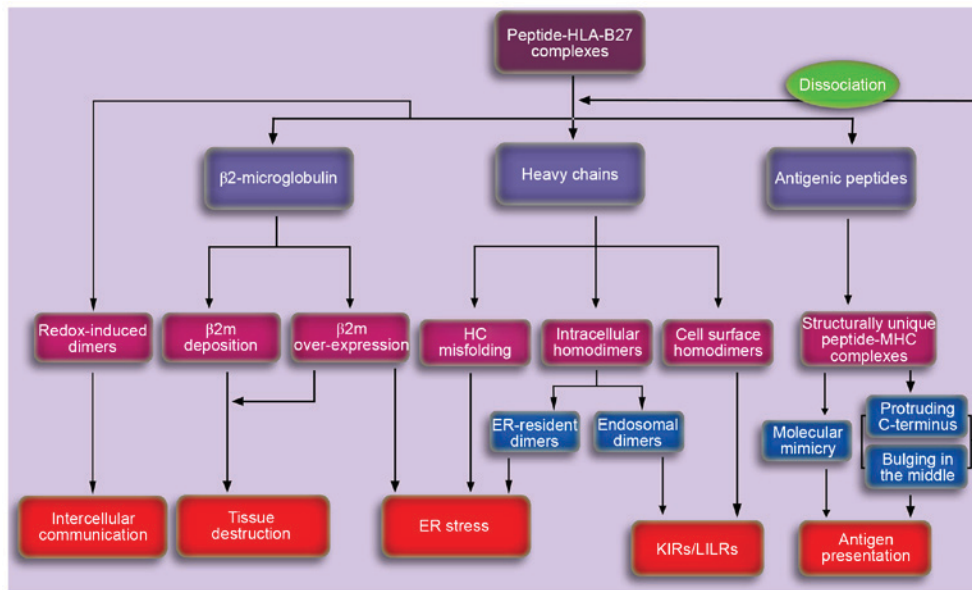 Peptide-HLA-B27
complexes
Dissociation
β2-microglobulin
Heavy chains
Antigenic peptides
Redox-induced
dimers
β2m
deposition
β2m
over-expression
HC
misfolding
Intracellular
homodimers
Cell surface
homodimers
Structurally unique
peptide-MHC
complexes
ER-resident
dimers
Endosomal
dimers
Molecular
mimicry
Protruding
C-terminus
Bulging in
the middle
Intercellular
communication
Tissue
destruction
ER stress
KIRs/LILRs
Antigen
presentation